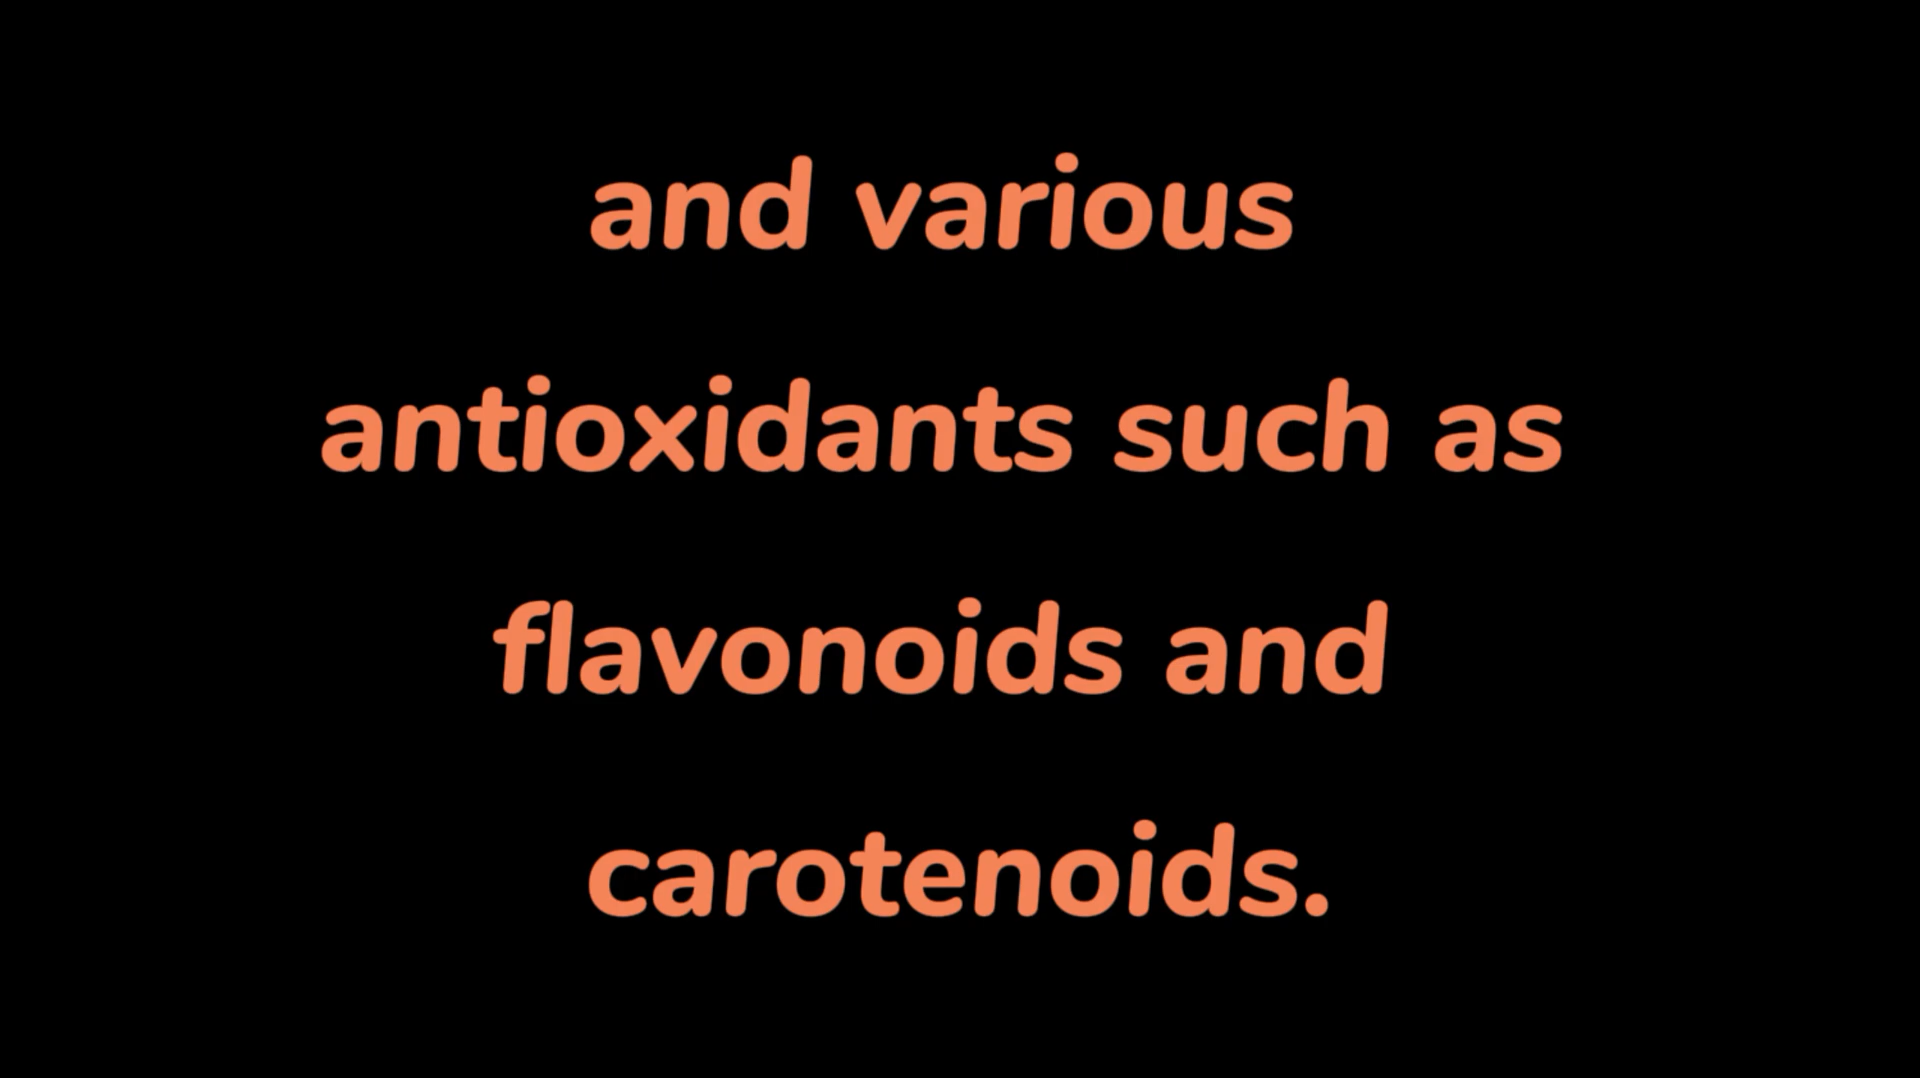 and various
antioxidants such as
flavonoids and
carotenoids.